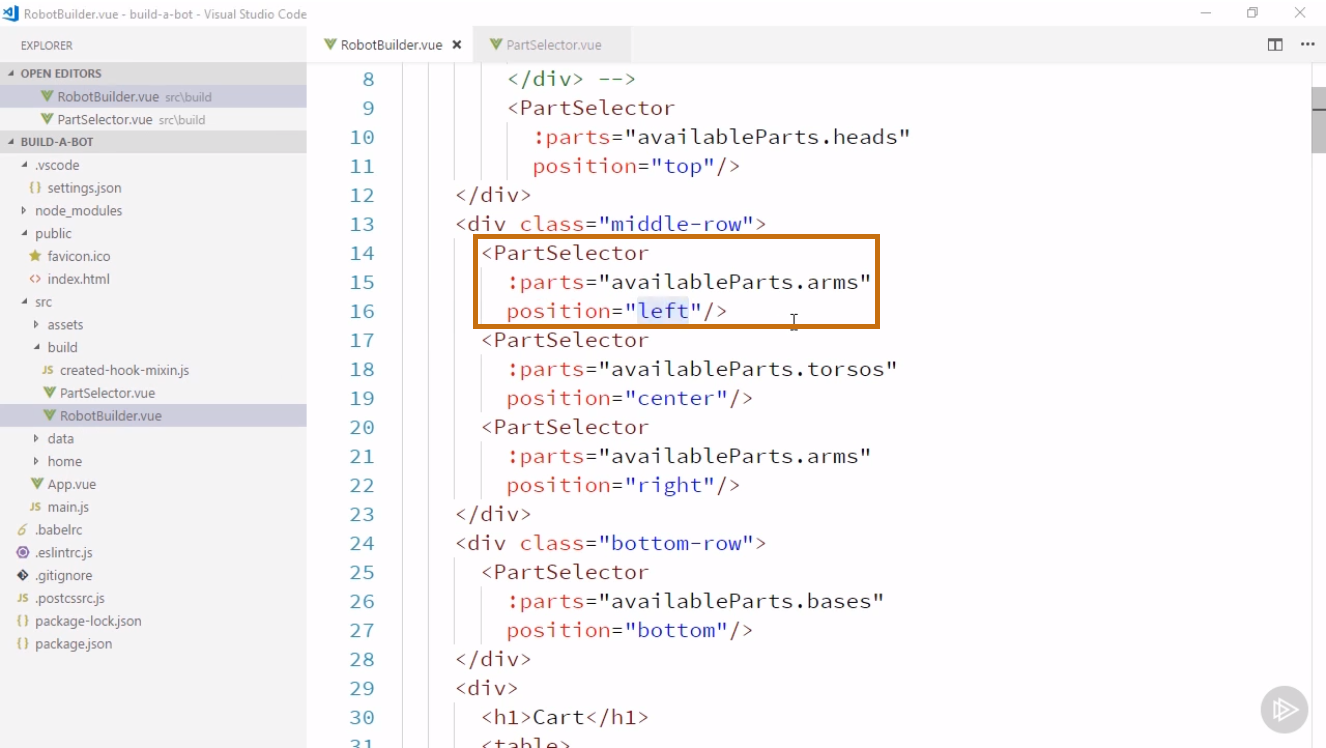 RobotBuilder.vue - build-a-bot - Visual Studio Code
EXPLORER
OPEN EDITORS
RobotBuilder.vue src\build
PartSelector.vue src\build
BUILD-A-BOT
.vscode
{} settings.json
node_modules
public
favicon.ico
<> index.html
src
assets
build
JS created-hook-mixin.js
PartSelector.vue
RobotBuilder.vue
data
home
App.vue
JS main.js
.babelrc
.eslintrc.js
.gitignore
JS .postcssrc.js
{} package-lock.json
{} package.json
RobotBuilder.vue
PartSelector.vue
8 </div> -->
9 <PartSelector
10 :parts="availableParts.heads"
11 position="top"/>
12 </div>
13 <div class="middle-row">
14 <PartSelector
15 :parts="availableParts.arms"
16 position="left"/>
17 <PartSelector
18 :parts="availableParts.torsos"
19 position="center"/>
20 <PartSelector
21 :parts="availableParts.arms"
22 position="right"/>
23 </div>
24 <div class="bottom-row">
25 <PartSelector
26 :parts="availableParts.bases"
27 position="bottom"/>
28 </div>
29 <div>
30 <h1>Cart</h1>
31 <table>